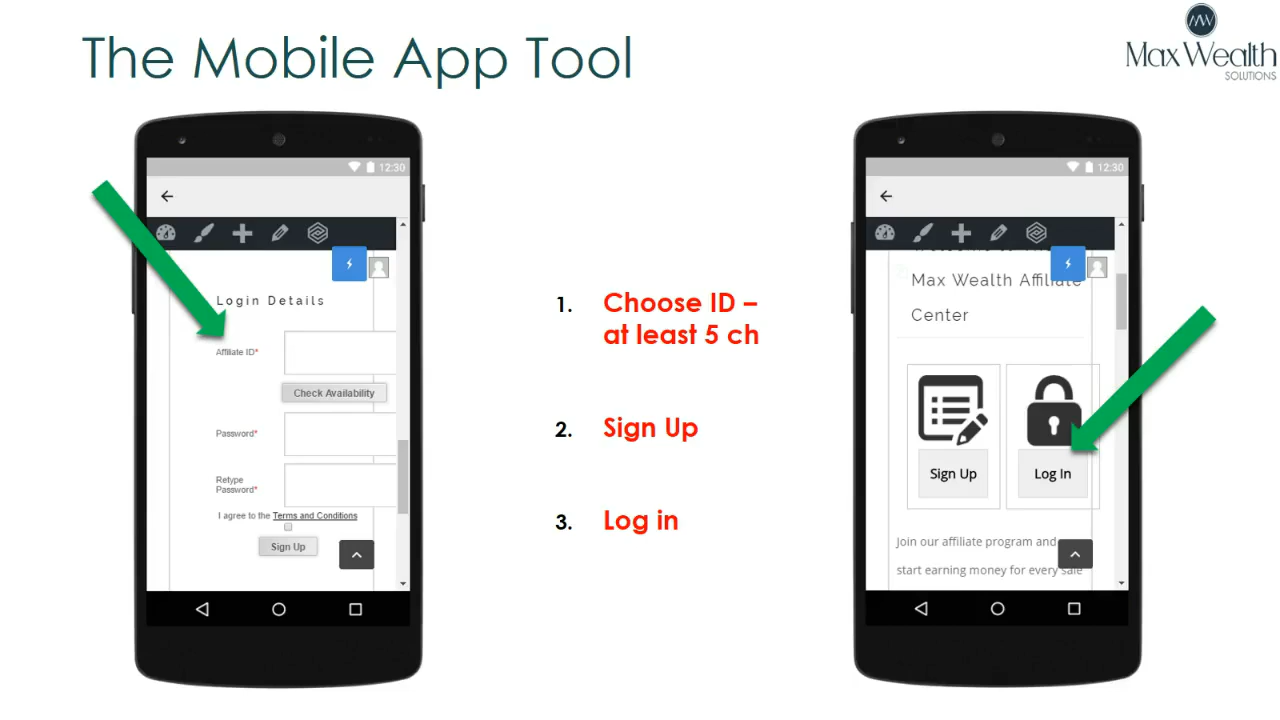 The Mobile App Tool
MW
Max Wealth
SOLUTIONS
12:30
Login Details
Affiliate ID*
Check Availability
Password*
Retype
Password*
I agree to the Terms and Conditions
Sign Up
1. Choose ID –
at least 5 ch
2. Sign Up
3. Log in
12:30
Max Wealth Affiliate
Center
Sign Up
Log In
Join our affiliate program and
start earning money for every sale